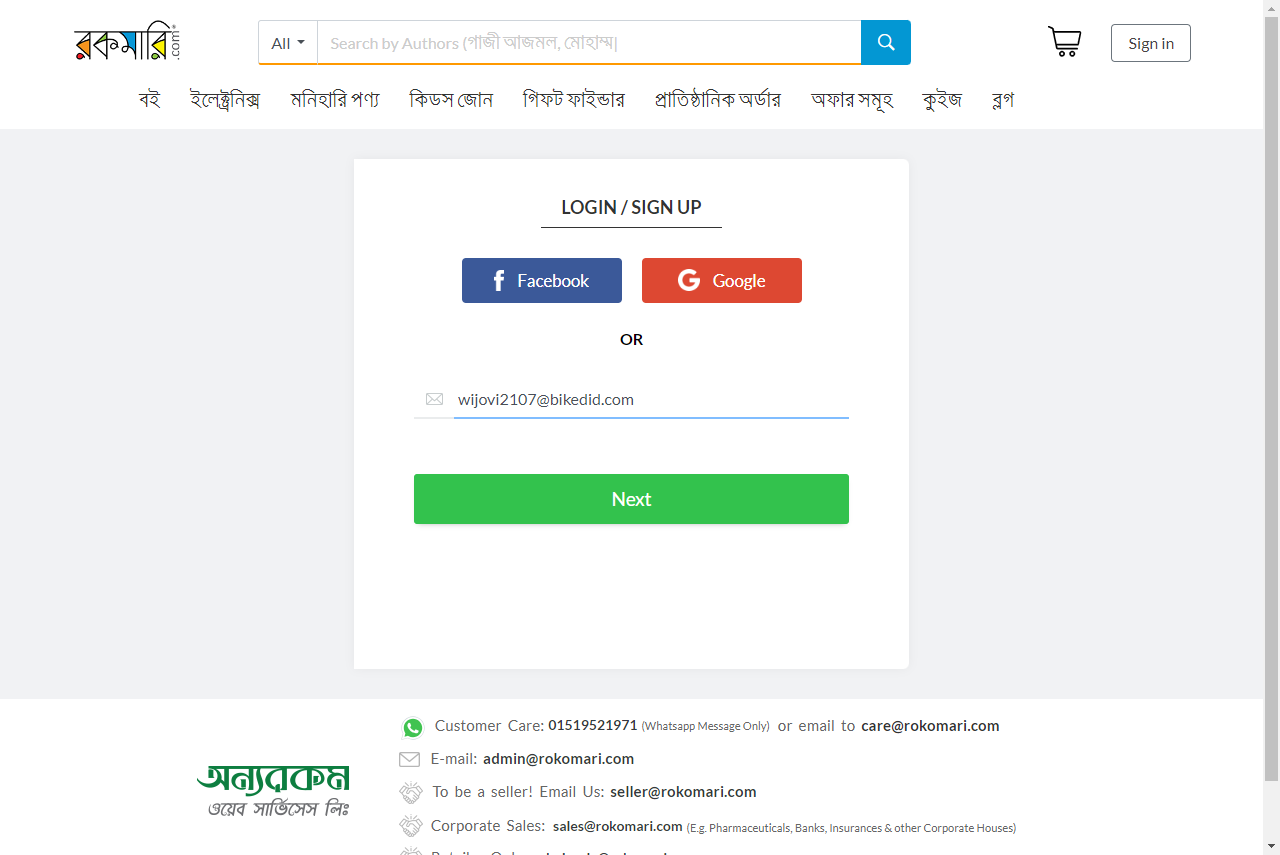 রকমারি.com
All
Search by Authors (গাজী আজমল, মোহাম্ম|
Sign in
বই ইলেক্ট্রনিক্স মনিহারি পণ্য কিডস জোন গিফট ফাইন্ডার প্রাতিষ্ঠানিক অর্ডার অফার সমূহ কুইজ ব্লগ
LOGIN / SIGN UP
Facebook
Google
OR
wijovi2107@bikedid.com
Next
Customer Care: 01519521971 (Whatsapp Message Only) or email to care@rokomari.com
E-mail: admin@rokomari.com
অন্যরকম
ওয়েব সার্ভিসেস লিঃ
To be a seller! Email Us: seller@rokomari.com
Corporate Sales: sales@rokomari.com (E.g. Pharmaceuticals, Banks, Insurances & other Corporate Houses)